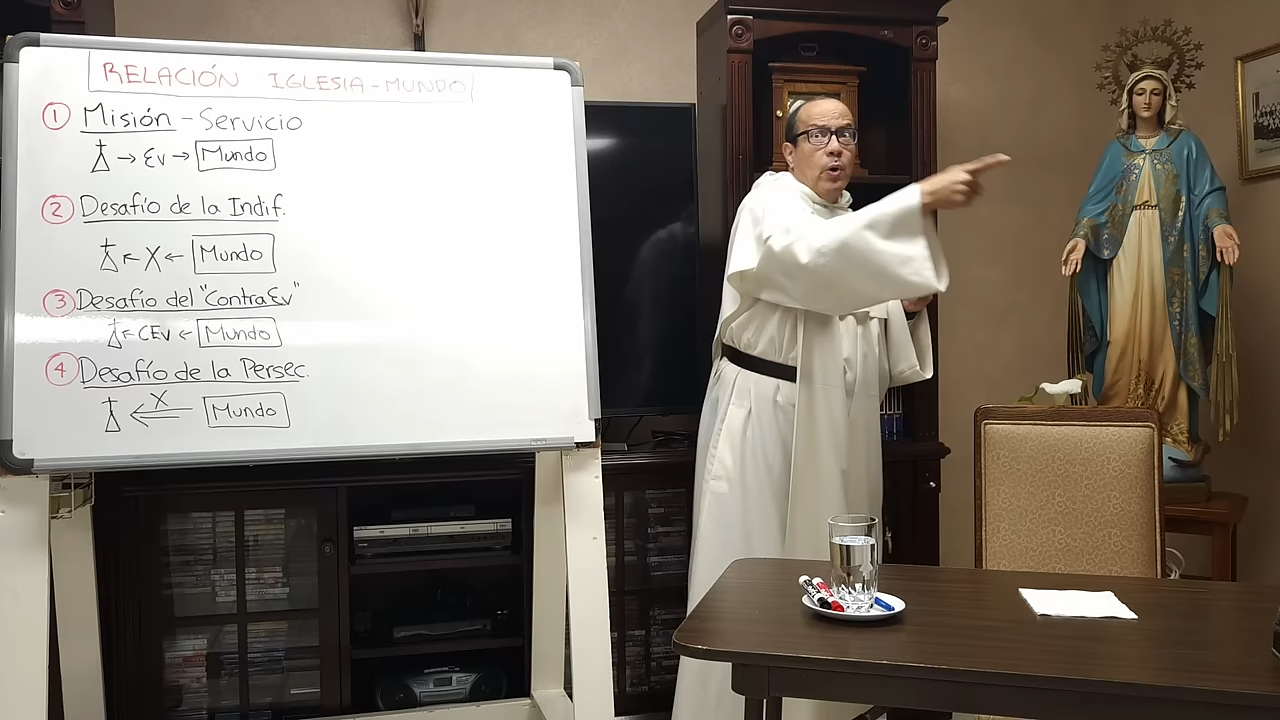 RELACIÓN IGLESIA-MUNDO
1 Misión - Servicio
→ Ev → Mundo
2 Desafío de la Indif.
← X ← Mundo
3 Desafío del "ContraEv"
← CEv ← Mundo
4 Desafío de la Persec.
X Mundo